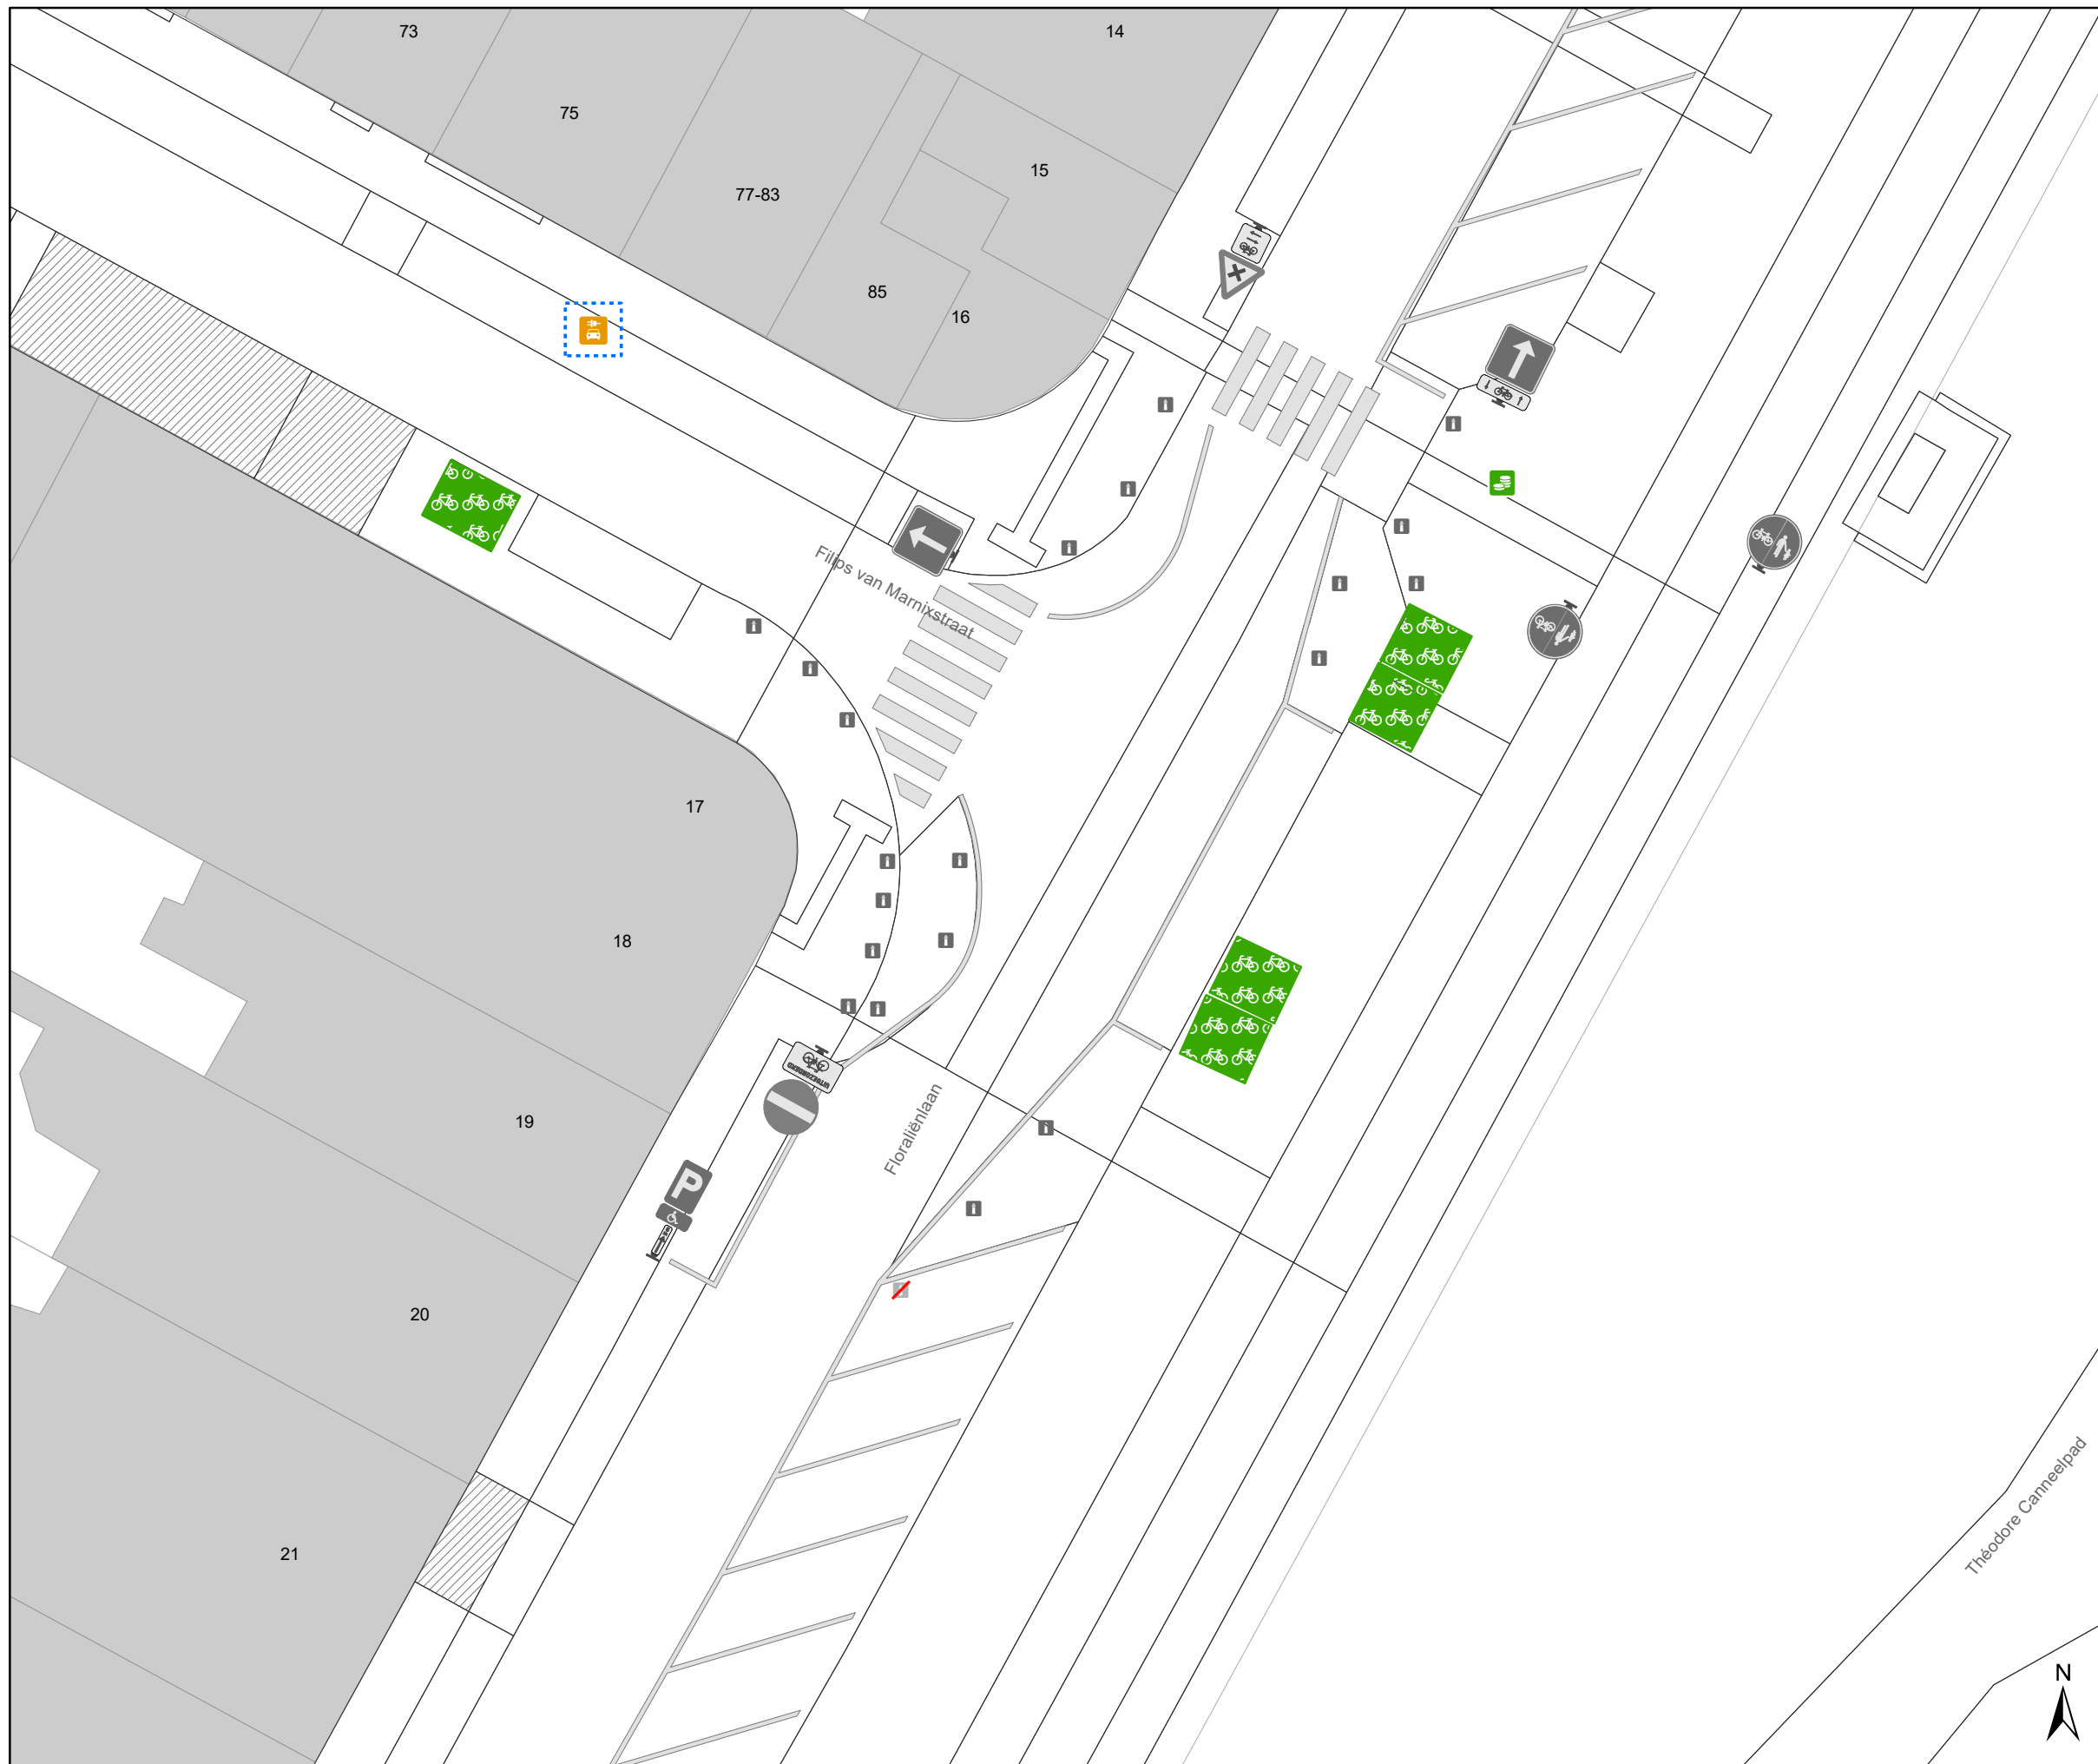 73
14
75
15
77-83
85
16
Filips van Marnixstraat
17
18
UITGEZONDERD
Floraliënlaan
19
P
20
21
Théodore Canneelpad
N